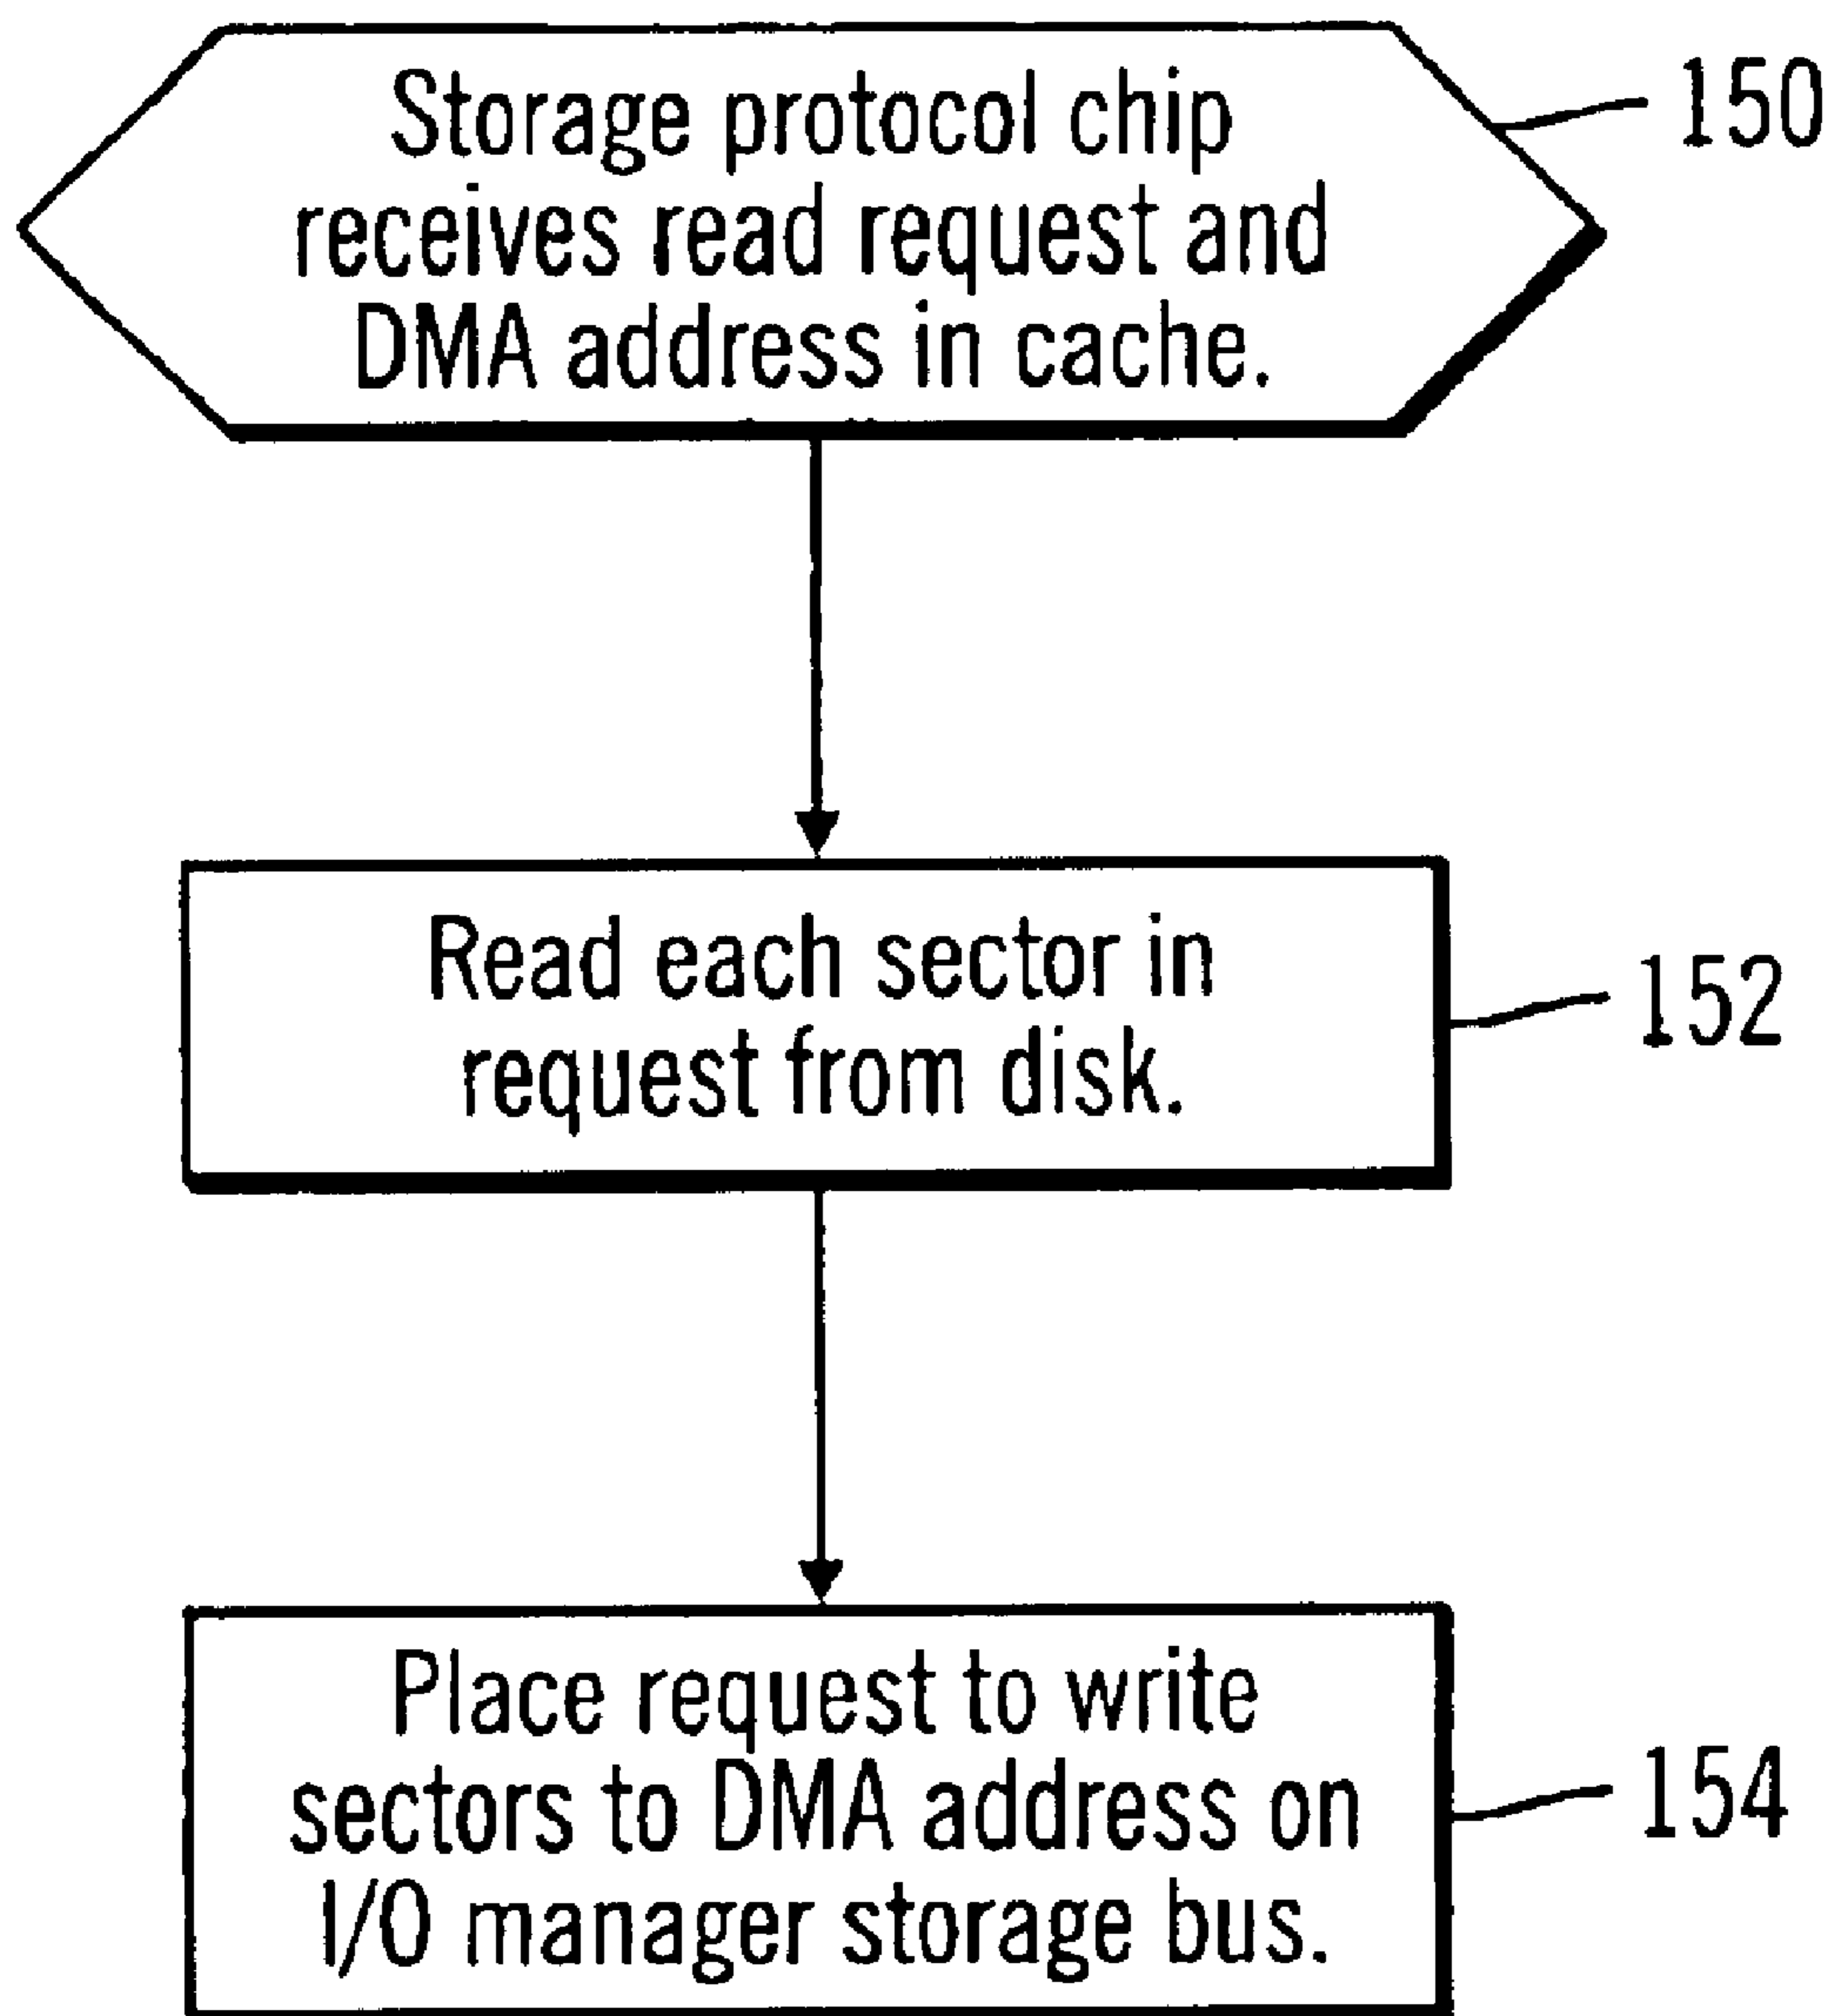 Storage protocol chip
receives read request and
DMA address in cache.
150
Read each sector in
request from disk.
152
Place request to write
sectors to DMA address on
I/O manager storage bus.
154